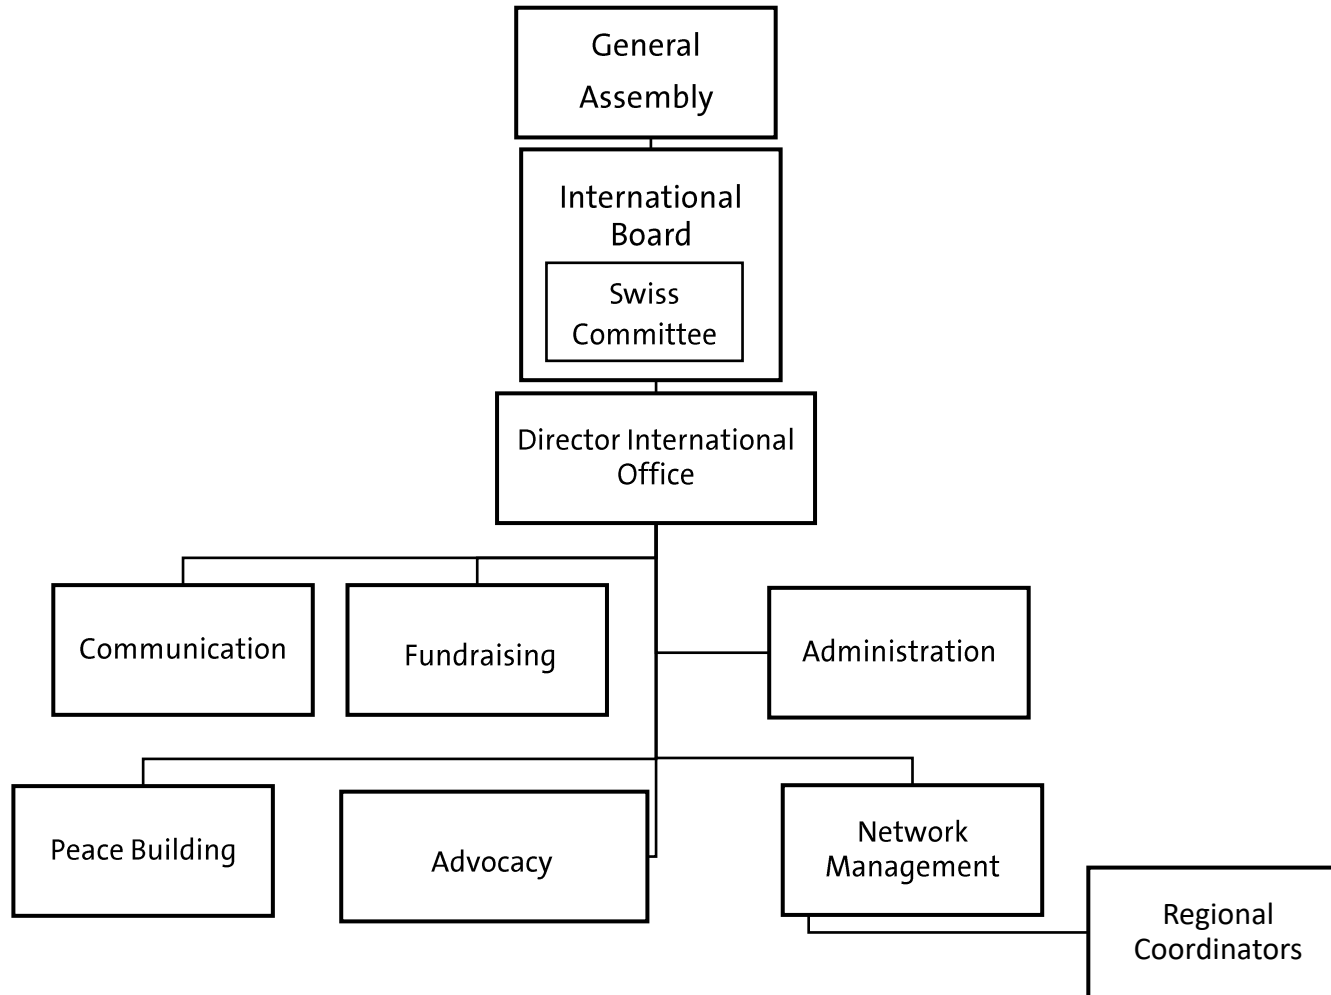 General
Assembly
International
Board
Swiss
Committee
Director International
Office
Communication
Fundraising
Administration
Peace Building
Advocacy
Network
Management
Regional
Coordinators